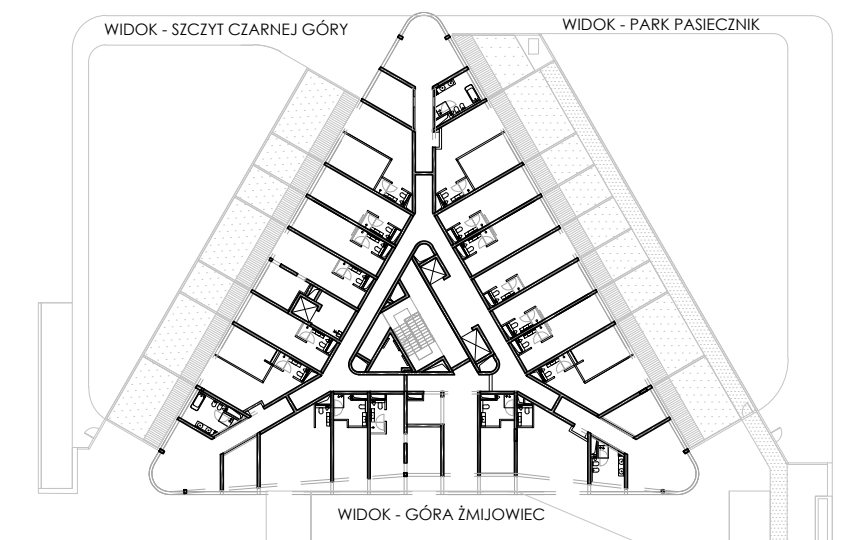 WIDOK - SZCZYT CZARNEJ GÓRY
WIDOK - PARK PASIECZNIK
WIDOK - GÓRA ŻMIJOWIEC